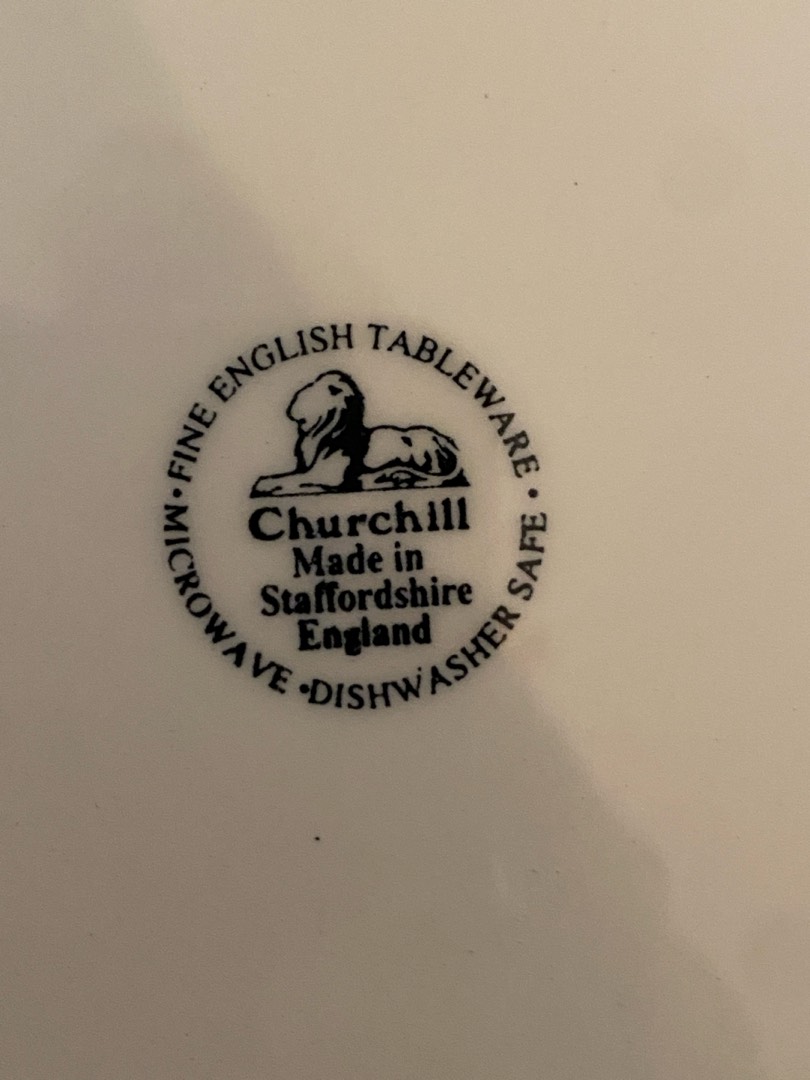 • FINE ENGLISH TABLEWARE •
Churchill
Made in
Staffordshire
England
MICROWAVE • DISHWASHER SAFE